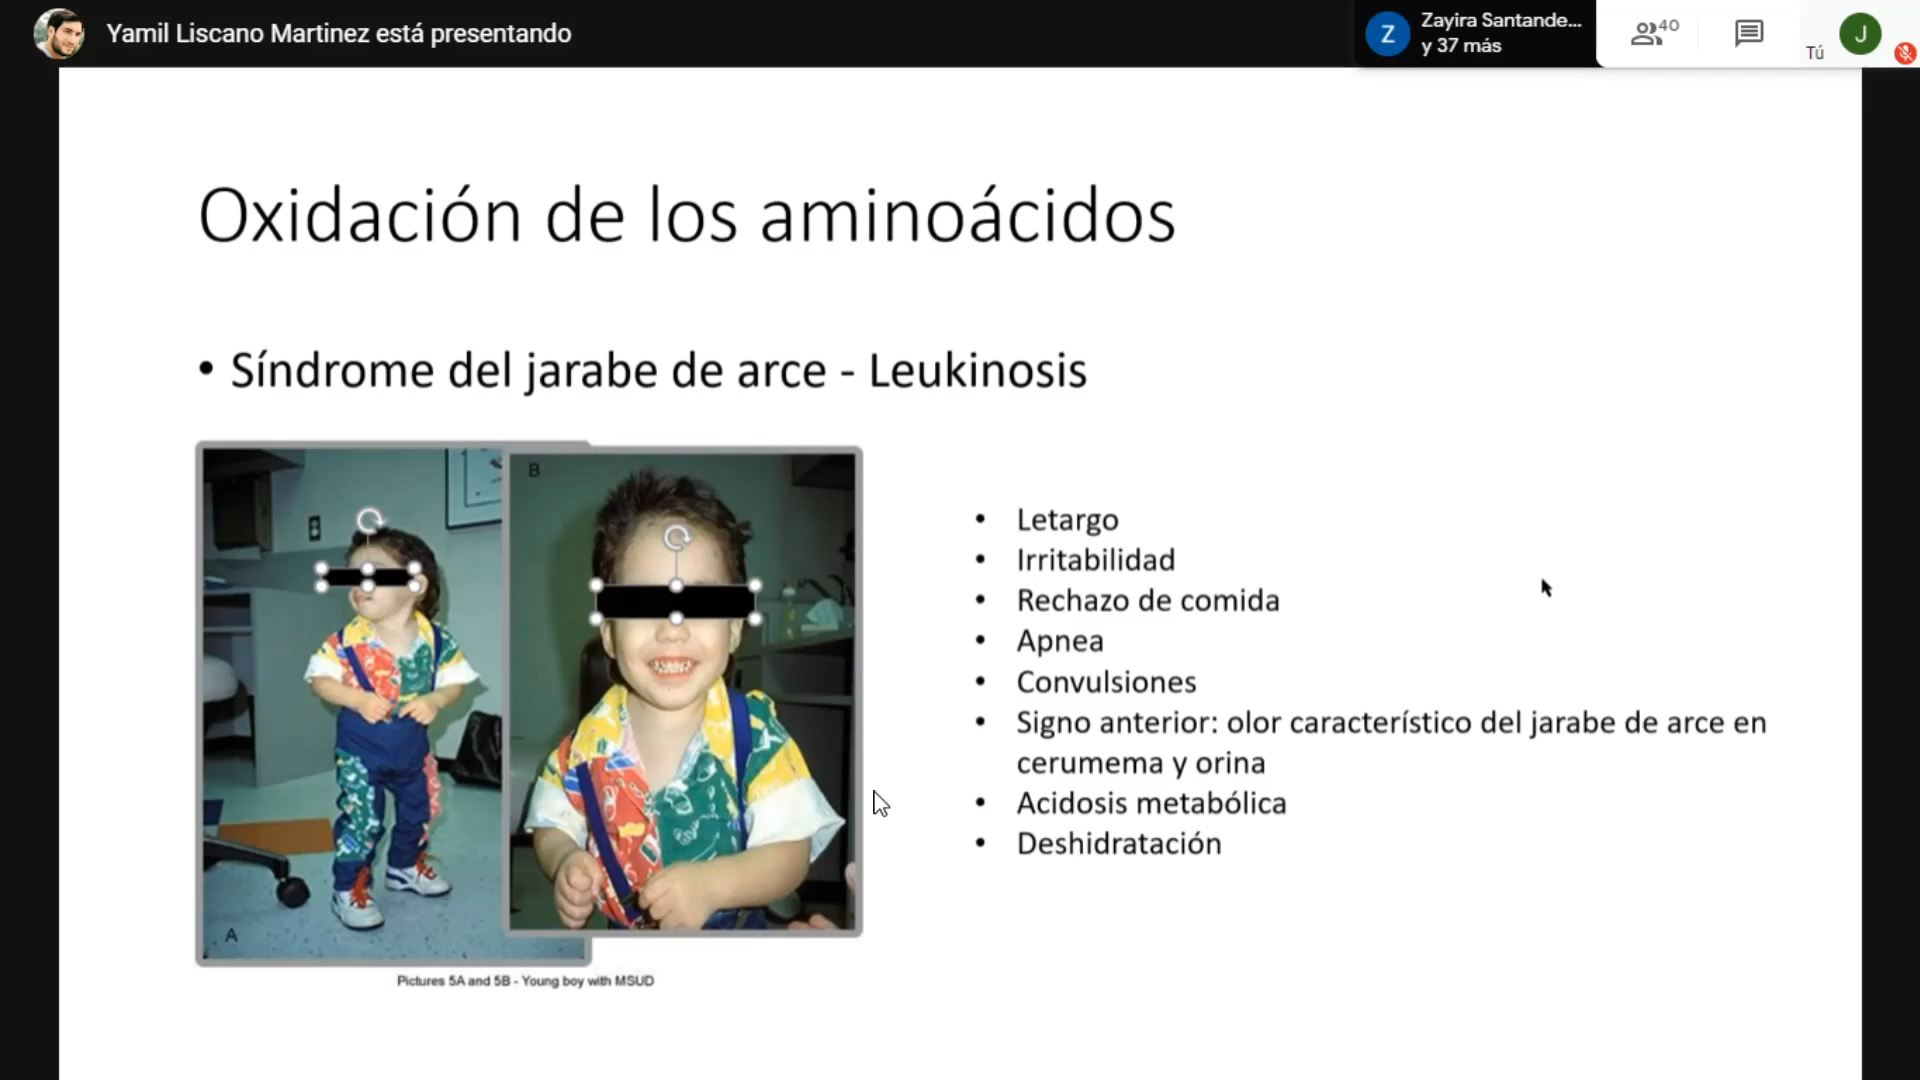 Yamil Liscano Martinez está presentando
Z
Zayira Santande...
y 37 más
40
Tú
J
Oxidación de los aminoácidos
• Síndrome del jarabe de arce - Leukinosis
A
B
Pictures 5A and 5B - Young boy with MSUD
• Letargo
• Irritabilidad
• Rechazo de comida
• Apnea
• Convulsiones
• Signo anterior: olor característico del jarabe de arce en
cerumema y orina
• Acidosis metabólica
• Deshidratación